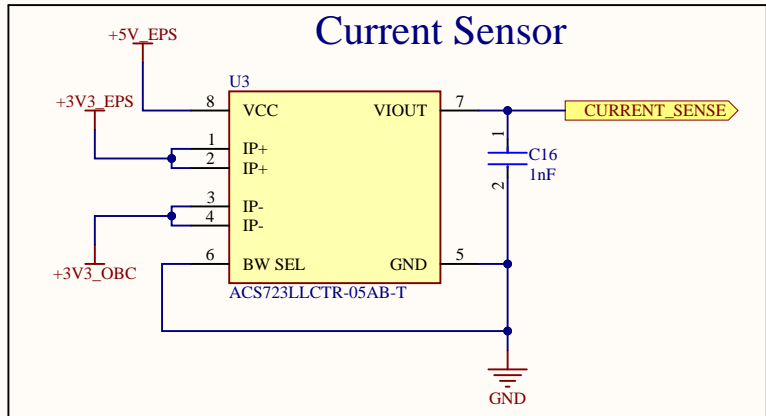 Current Sensor
+5V_EPS
U3
+3V3_EPS
8 VCC VIOUT 7 CURRENT_SENSE
1 IP+
2 IP+
1
C16
1nF
2
3 IP-
4 IP-
+3V3_OBC
6 BW SEL GND 5
ACS723LLCTR-05AB-T
GND